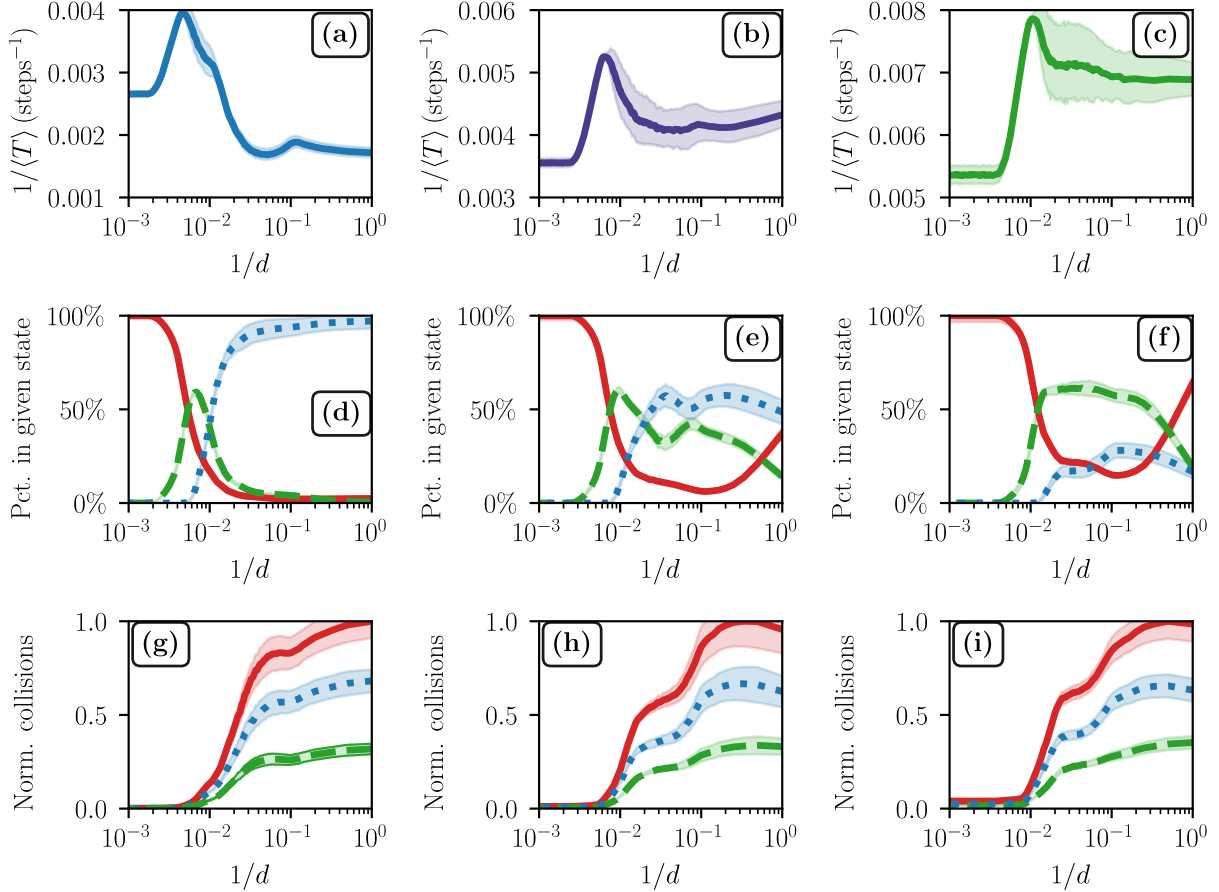 0.004
0.003
0.002
0.001
1/⟨T⟩ (steps⁻¹)
(a)
10⁻³ 10⁻² 10⁻¹ 10⁰
1/d
0.006
0.005
0.004
0.003
1/⟨T⟩ (steps⁻¹)
(b)
10⁻³ 10⁻² 10⁻¹ 10⁰
1/d
0.008
0.007
0.006
0.005
1/⟨T⟩ (steps⁻¹)
(c)
10⁻³ 10⁻² 10⁻¹ 10⁰
1/d
100%
50%
0%
Pct. in given state
(d)
10⁻³ 10⁻² 10⁻¹ 10⁰
1/d
100%
50%
0%
Pct. in given state
(e)
10⁻³ 10⁻² 10⁻¹ 10⁰
1/d
100%
50%
0%
Pct. in given state
(f)
10⁻³ 10⁻² 10⁻¹ 10⁰
1/d
1.0
0.5
0.0
Norm. collisions
(g)
10⁻³ 10⁻² 10⁻¹ 10⁰
1/d
1.0
0.5
0.0
Norm. collisions
(h)
10⁻³ 10⁻² 10⁻¹ 10⁰
1/d
1.0
0.5
0.0
Norm. collisions
(i)
10⁻³ 10⁻² 10⁻¹ 10⁰
1/d